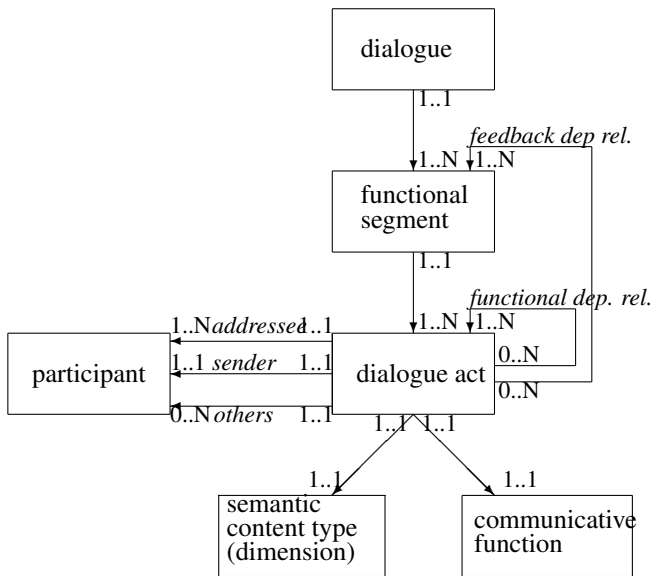 dialogue
1..1
feedback dep rel.
1..N 1..N
functional
segment
1..1
functional dep. rel.
1..N 1..N
1..N addressee 1..1
0..N
1..1 sender 1..1
participant
dialogue act
0..N
0..N others 1..1
1..1 1..1
1..1 1..1
semantic
content type
(dimension)
communicative
function